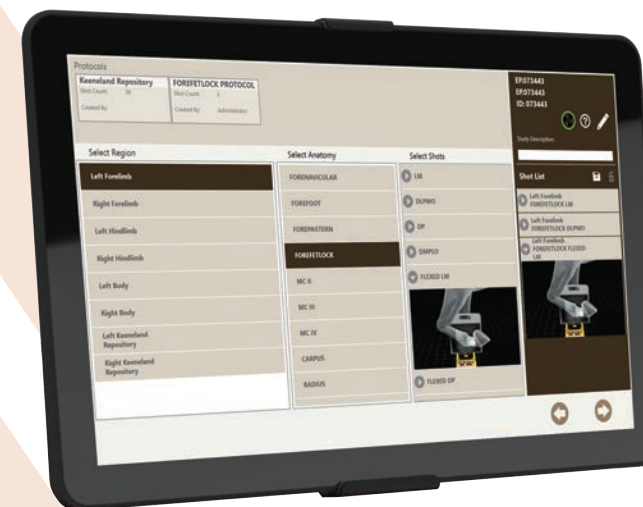 Protocols
Keeneland Repository
Shot Count: 38
Created By:
FOREFETLOCK PROTOCOL
Shot Count: 3
Created By: Administrator
Select Region
Left Forelimb
Right Forelimb
Left Hindlimb
Right Hindlimb
Left Body
Right Body
Left Keeneland
Repository
Right Keeneland
Repository
Select Anatomy
FORENAVICULAR
FOREFOOT
FOREPASTERN
FOREFETLOCK
MC II
MC III
MC IV
CARPUS
RADIUS
Select Shots
LM
DLPMO
DP
DMPLO
FLEXED LM
FLEXED DP
EP.073443
EP.073443
ID: 073443
?
Study Description:
Shot List
Left Forelimb
FOREFETLOCK LM
Left Forelimb
FOREFETLOCK DLPMO
Left Forelimb
FOREFETLOCK FLEXED
LM